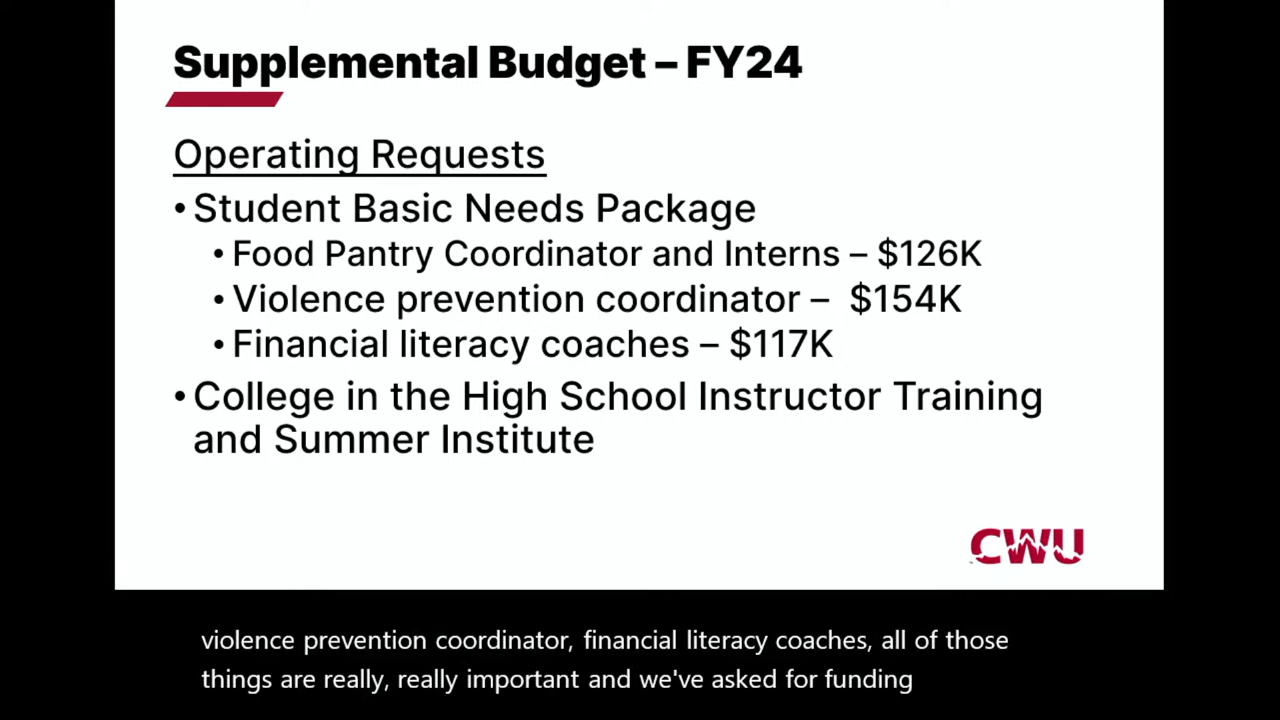 Supplemental Budget – FY24
Operating Requests
• Student Basic Needs Package
• Food Pantry Coordinator and Interns – $126K
• Violence prevention coordinator – $154K
• Financial literacy coaches – $117K
• College in the High School Instructor Training
and Summer Institute
CWU
violence prevention coordinator, financial literacy coaches, all of those
things are really, really important and we've asked for funding